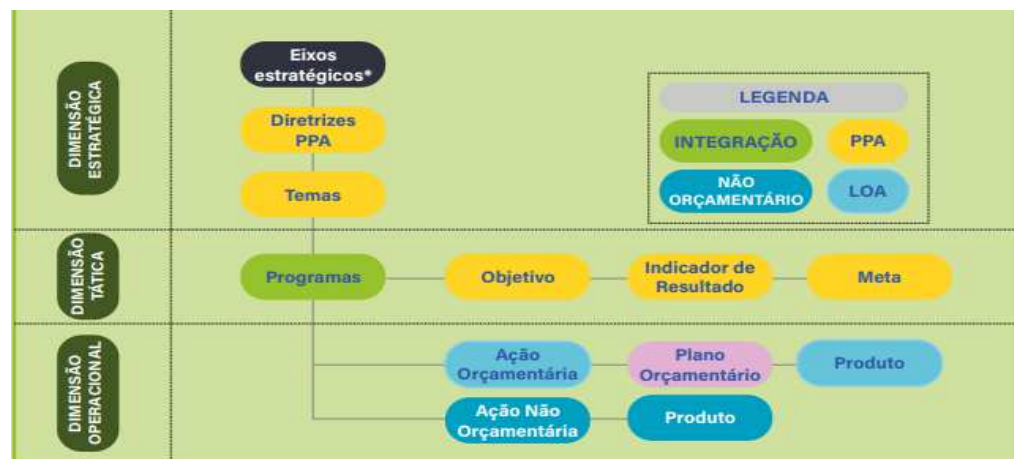 DIMENSÃO
ESTRATÉGICA
Eixos
estratégicos*
Diretrizes
PPA
Temas
LEGENDA
INTEGRAÇÃO
PPA
NÃO
ORÇAMENTÁRIO
LOA
DIMENSÃO
TÁTICA
Programas
Objetivo
Indicador de
Resultado
Meta
DIMENSÃO
OPERACIONAL
Ação
Orçamentária
Plano
Orçamentário
Produto
Ação Não
Orçamentária
Produto